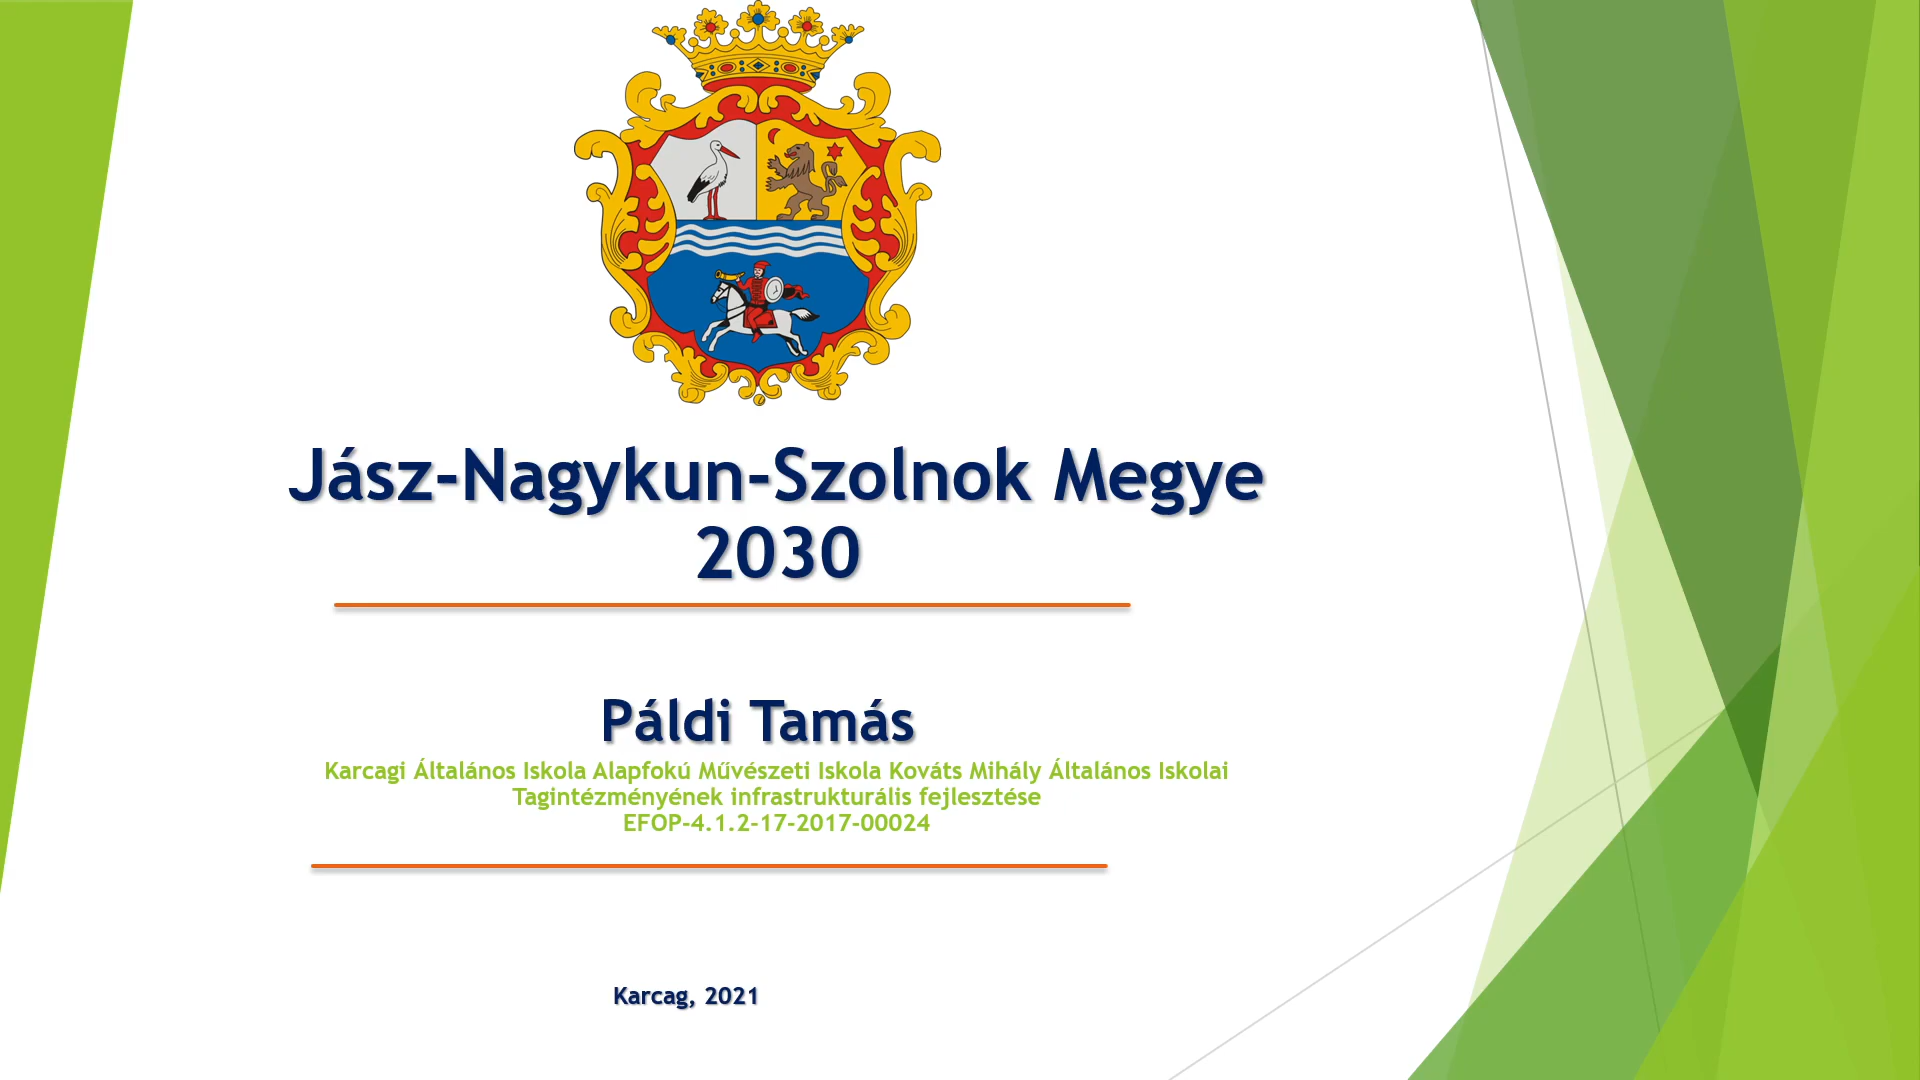 Jász-Nagykun-Szolnok Megye
2030
Páldi Tamás
Karcagi Általános Iskola Alapfokú Művészeti Iskola Kováts Mihály Általános Iskolai
Tagintézményének infrastrukturális fejlesztése
EFOP-4.1.2-17-2017-00024
Karcag, 2021